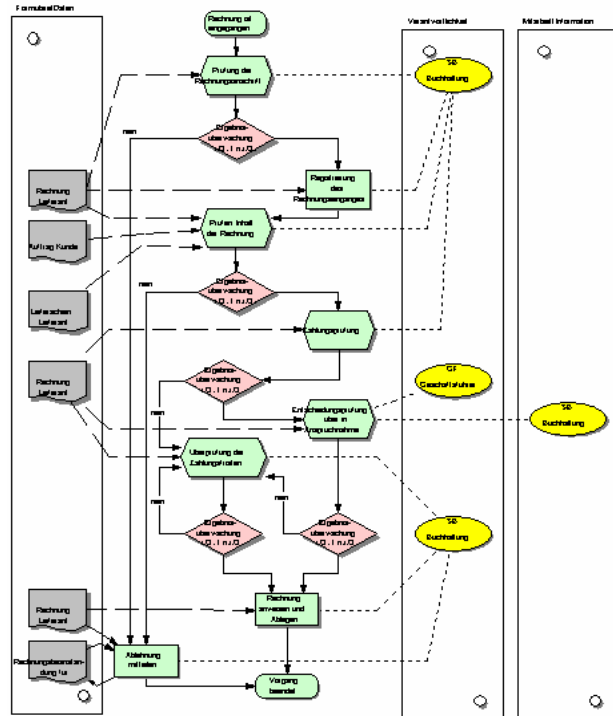 Formulare/Daten
Rechnung ist
eingegangen
Verantwortlichkeit
Mitarbeit/Information
Prüfung der
Rechnungsanschrift
SB
Buchhaltung
nein
Ergebnis-
überwachung
i.O. / n.i.O.
Rechnung
Lieferant
Registrierung
des
Rechnungseinganges
Prüfen Inhalt
der Rechnung
Auftrag Kunde
nein
Ergebnis-
überwachung
i.O. / n.i.O.
Lieferschein
Lieferant
Zahlungsprüfung
Rechnung
Lieferant
Ergebnis-
überwachung
i.O. / n.i.O.
GF
Geschäftsführer
nein
Entscheidungsprüfung
über
Inanspruchnahme
SB
Buchhaltung
Überprüfung der
nein
nein
Ergebnis-
überwachung
i.O. / n.i.O.
Ergebnis-
überwachung
i.O. / n.i.O.
SB
Buchhaltung
Rechnung
Lieferant
Rechnung
anweisen und
Ablegen
Ablehnung
mitteilen
Vorgang
beendet